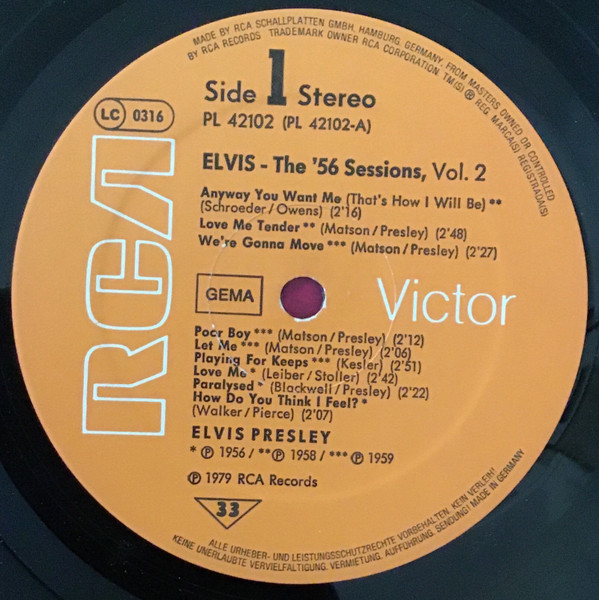 MADE BY RCA SCHALLPLATTEN GMBH, HAMBURG, GERMANY, FROM MASTERS OWNED OR CONTROLLED
BY RCA RECORDS TRADEMARK OWNER RCA CORPORATION. TM(S) ® REG. MARCA(S) REGISTRADA(S)
Side 1 Stereo
PL 42102 (PL 42102-A)
LC 0316
RCA
ELVIS - The '56 Sessions, Vol. 2
Anyway You Want Me (That's How I Will Be) **
(Schroeder/Owens) (2'16)
Love Me Tender ** (Matson/Presley) (2'48)
We're Gonna Move *** (Matson/Presley) (2'27)
GEMA
Victor
Poor Boy *** (Matson/Presley) (2'12)
Let Me *** (Matson/Presley) (2'06)
Playing For Keeps *** (Kesler) (2'51)
Love Me * (Leiber/Stoller) (2'42)
Paralysed * (Blackwell/Presley) (2'22)
How Do You Think I Feel? *
(Walker/Pierce) (2'07)
ELVIS PRESLEY
* ℗ 1956 / ** ℗ 1958 / *** ℗ 1959
℗ 1979 RCA Records
33
ALLE URHEBER- UND LEISTUNGSSCHUTZRECHTE VORBEHALTEN. KEIN VERLEIH!
KEINE UNERLAUBTE VERVIELFÄLTIGUNG, VERMIETUNG, AUFFÜHRUNG, SENDUNG! MADE IN GERMANY